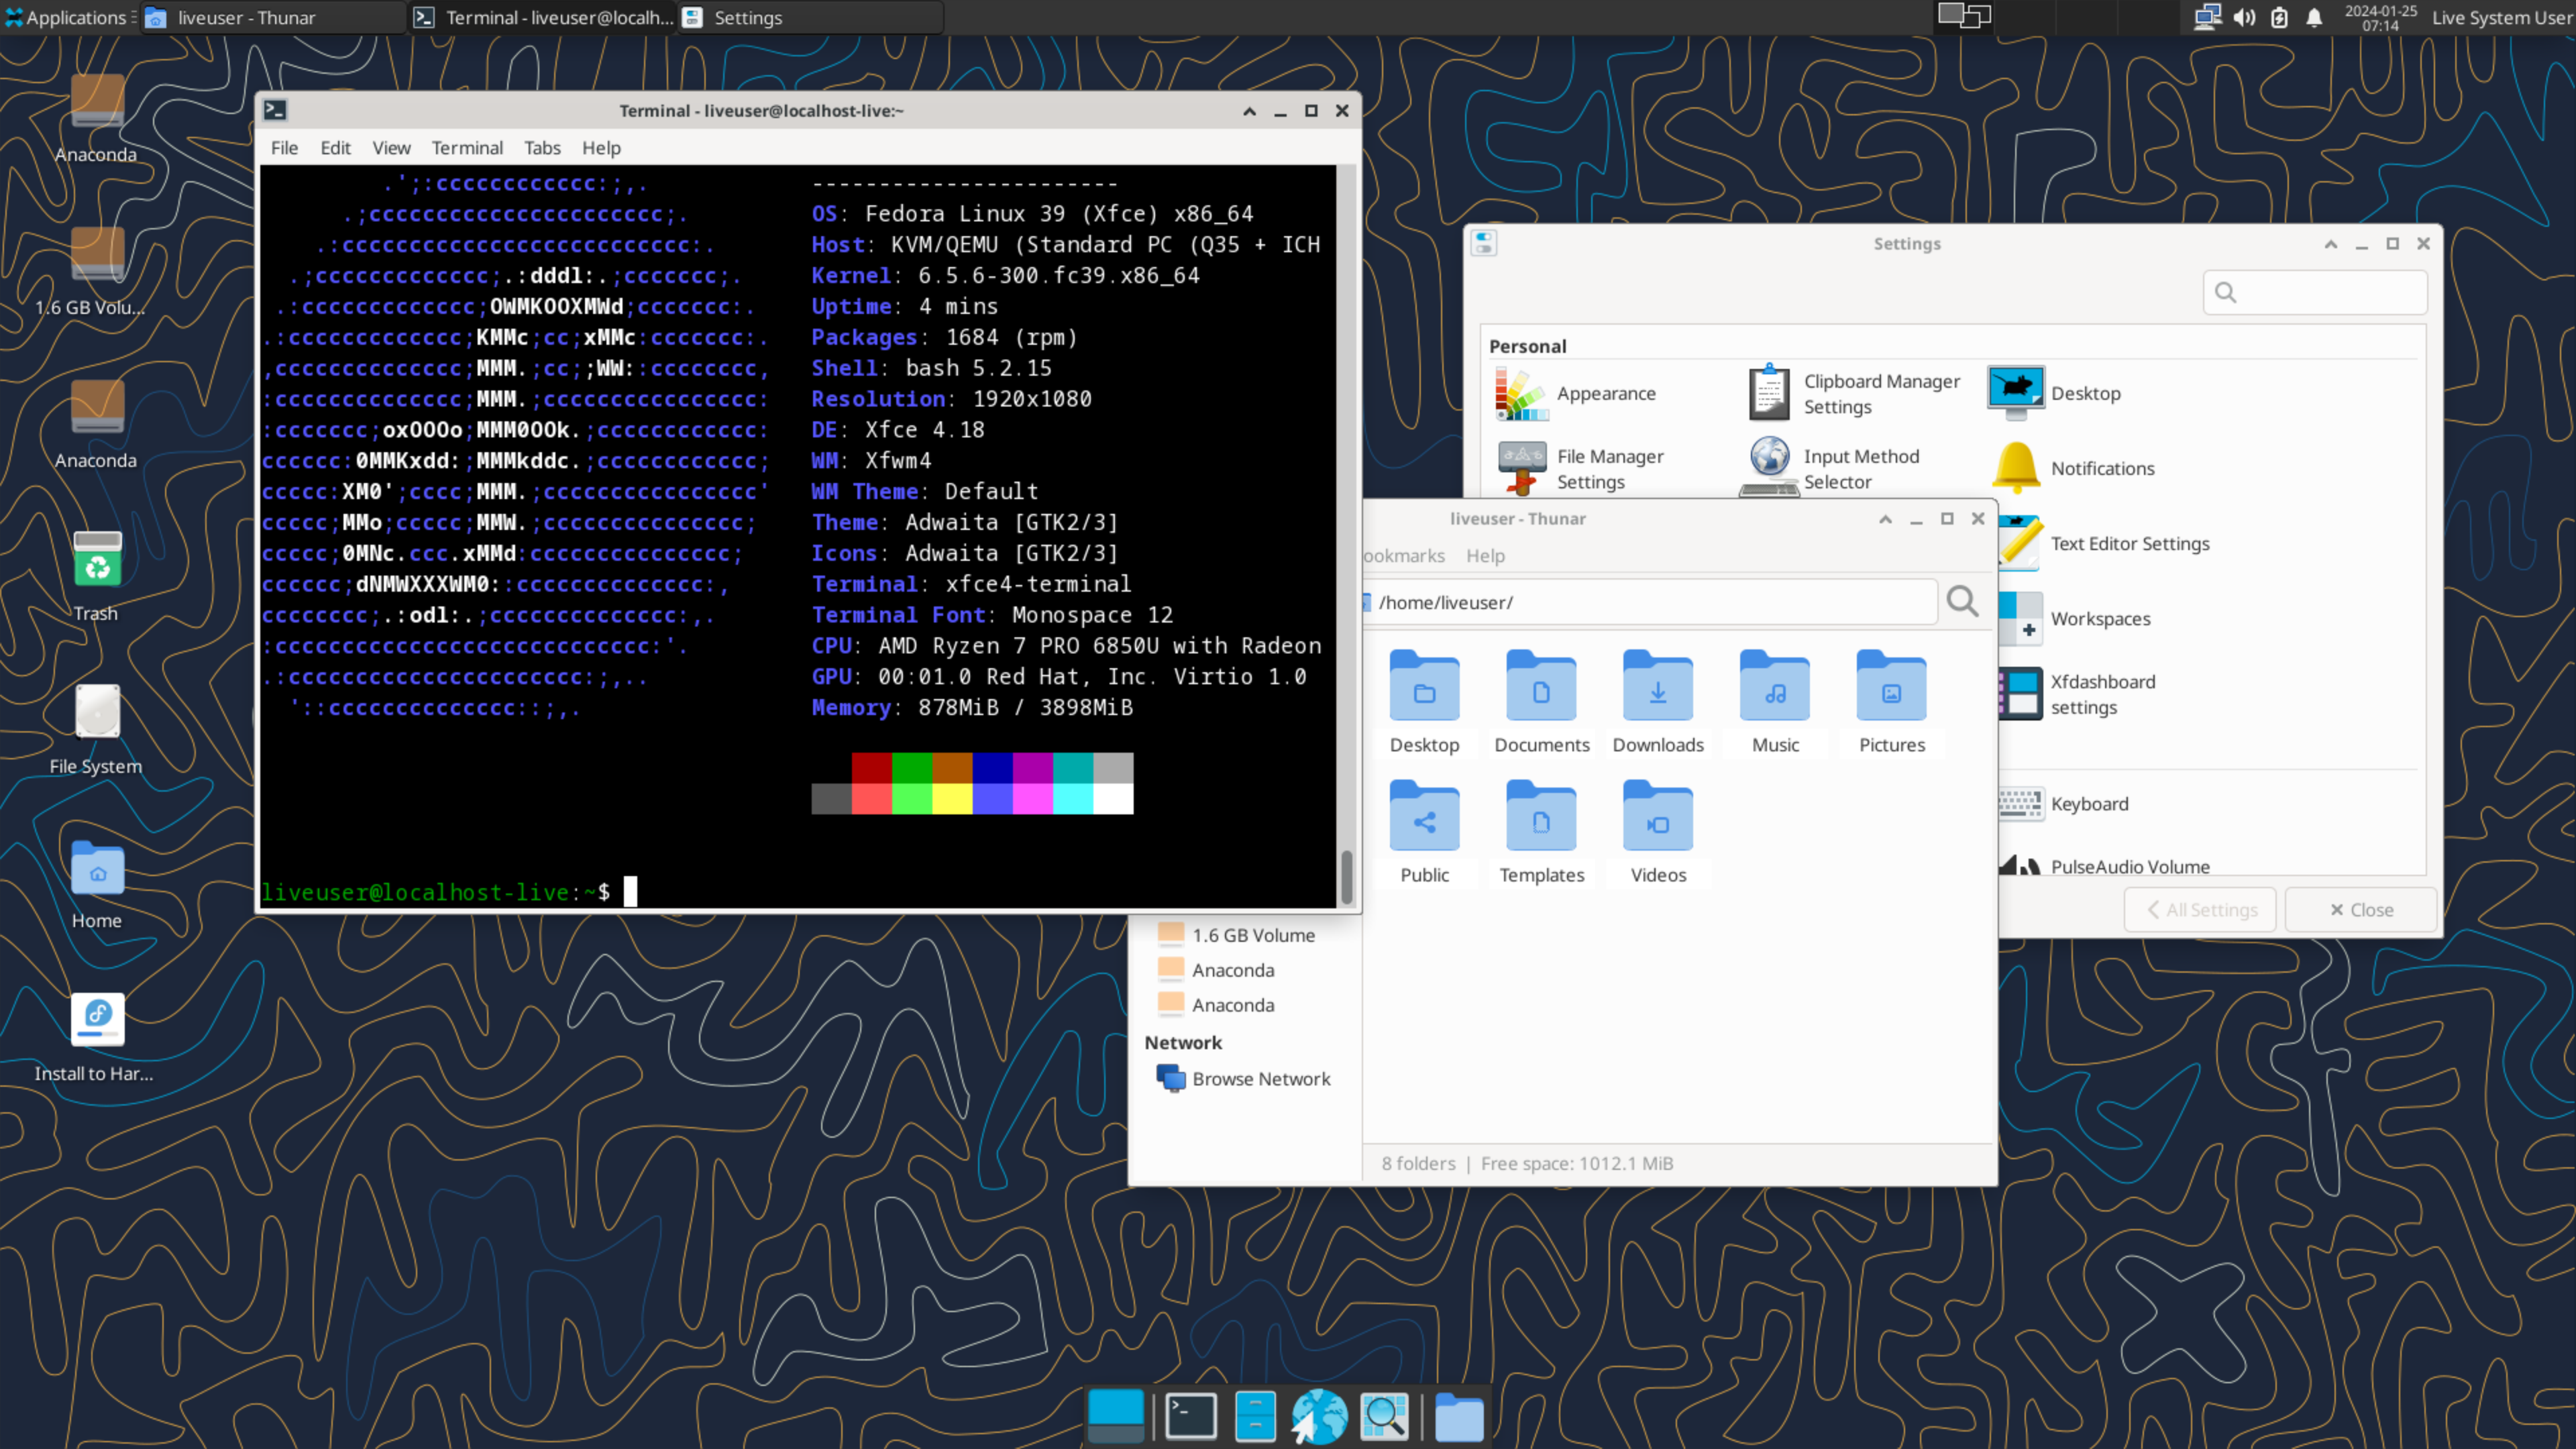 Applications
liveuser - Thunar
Terminal - liveuser@localh...
Settings
2024-01-25
07:14
Live System User
Anaconda
1.6 GB Volu...
Anaconda
Trash
File System
Home
Install to Har...
Terminal - liveuser@localhost-live:~
File Edit View Terminal Tabs Help
.';:cccccccccccc:;,.
.;cccccccccccccccccccccc;.
.:cccccccccccccccccccccccccc:.
.;ccccccccccccc;.:dddl:.;ccccccc;.
.:ccccccccccccc;OWMKOOXMWd;ccccccc:.
.:ccccccccccccc;KMMc;cc;xMMc:ccccccc:.
,cccccccccccccc;MMM.;cc;;WW::cccccccc,
:cccccccccccccc;MMM.;cccccccccccccccc:
:ccccccc;oxOOOo;MMM0OOk.;cccccccccccc:
cccccc:0MMKxdd:;MMMkddc.;cccccccccccc;
ccccc:XM0';cccc;MMM.;cccccccccccccccc'
ccccc;MMo;ccccc;MMW.;ccccccccccccccc;
ccccc;0MNc.ccc.xMMd:ccccccccccccccc;
cccccc;dNMWXXXWM0::cccccccccccccc:,
cccccccc;.:odl:.;cccccccccccccc:,.
:cccccccccccccccccccccccccccc:'.
.:cccccccccccccccccccccc:;,..
'::cccccccccccccc::;,.
-----------------------
OS: Fedora Linux 39 (Xfce) x86_64
Host: KVM/QEMU (Standard PC (Q35 + ICH
Kernel: 6.5.6-300.fc39.x86_64
Uptime: 4 mins
Packages: 1684 (rpm)
Shell: bash 5.2.15
Resolution: 1920x1080
DE: Xfce 4.18
WM: Xfwm4
WM Theme: Default
Theme: Adwaita [GTK2/3]
Icons: Adwaita [GTK2/3]
Terminal: xfce4-terminal
Terminal Font: Monospace 12
CPU: AMD Ryzen 7 PRO 6850U with Radeon
GPU: 00:01.0 Red Hat, Inc. Virtio 1.0
Memory: 878MiB / 3898MiB
liveuser@localhost-live:~$
Settings
Personal
Appearance
Clipboard Manager
Settings
Desktop
File Manager
Settings
Input Method
Selector
Notifications
Text Editor Settings
Workspaces
Xfdashboard
settings
Keyboard
PulseAudio Volume
All Settings
Close
liveuser - Thunar
ookmarks Help
/home/liveuser/
Desktop Documents Downloads Music Pictures
Public Templates Videos
1.6 GB Volume
Anaconda
Anaconda
Network
Browse Network
8 folders | Free space: 1012.1 MiB